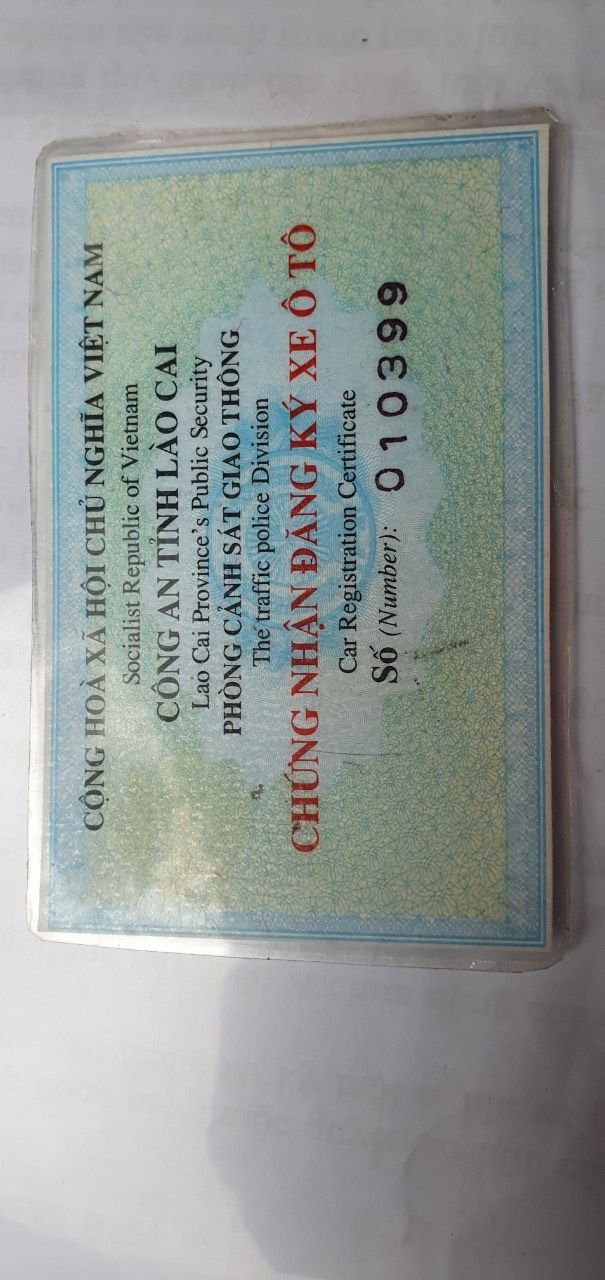 CỘNG HOÀ XÃ HỘI CHỦ NGHĨA VIỆT NAM
Socialist Republic of Vietnam
CÔNG AN TỈNH LÀO CAI
Lao Cai Province's Public Security
PHÒNG CẢNH SÁT GIAO THÔNG
The traffic police Division
CHỨNG NHẬN ĐĂNG KÝ XE Ô TÔ
Car Registration Certificate
Số (Number): 010399